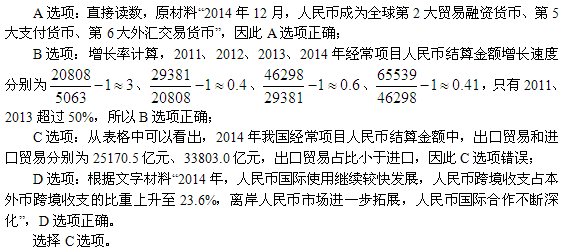 A 选项：直接读数，原材料“2014 年 12 月，人民币成为全球第 2 大贸易融资货币、第 5
大支付货币、第 6 大外汇交易货币”，因此 A 选项正确；
B 选项：增长率计算，2011、2012、2013、2014 年经常项目人民币结算金额增长速度
分别为 20808/5063 −1≈3、29381/20808 −1≈0.4、46298/29381 −1≈0.6、65539/46298 −1≈0.41，只有 2011、
2013 超过 50%，所以 B 选项正确；
C 选项：从表格中可以看出，2014 年我国经常项目人民币结算金额中，出口贸易和进
口贸易分别为 25170.5 亿元、33803.0 亿元，出口贸易占比小于进口，因此 C 选项错误；
D 选项：根据文字材料“2014 年，人民币国际使用继续较快发展，人民币跨境收支占本
外币跨境收支的比重上升至 23.6%，离岸人民币市场进一步拓展，人民币国际合作不断深
化”，D 选项正确。
选择 C 选项。